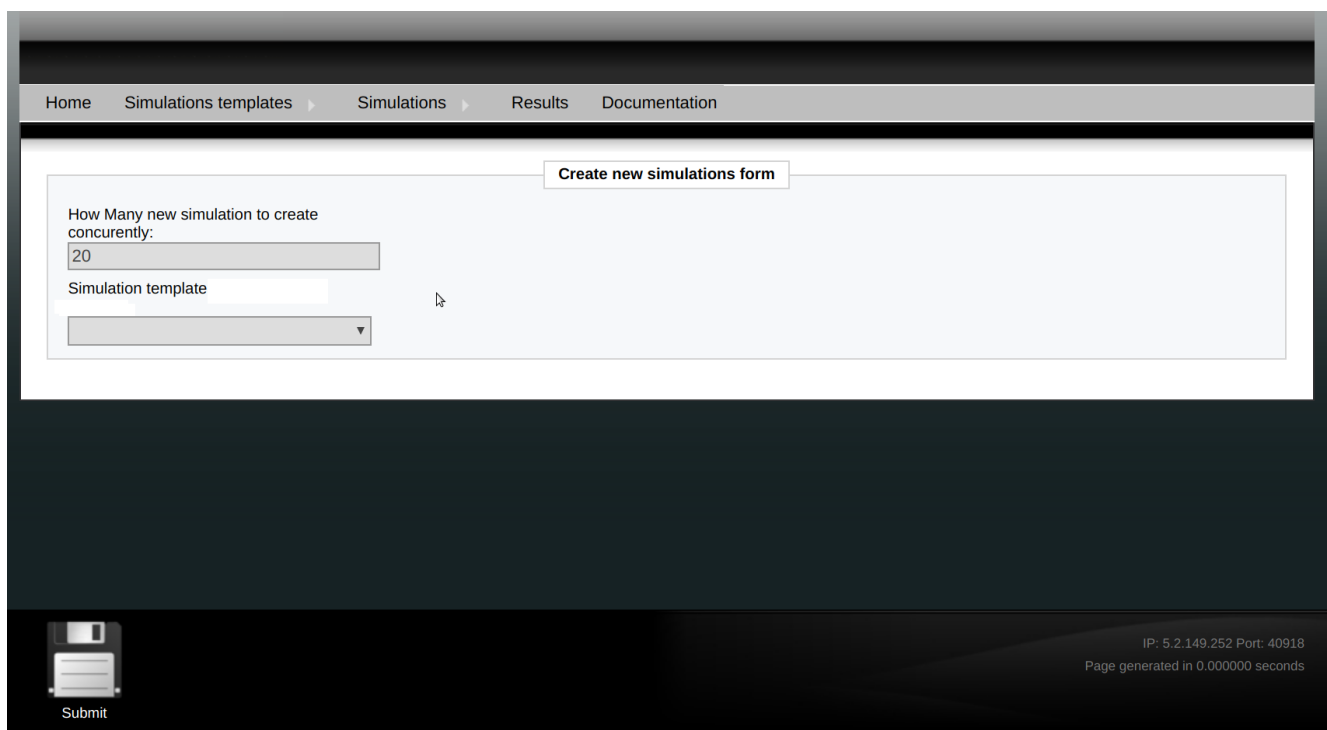 Home Simulations templates Simulations Results Documentation
Create new simulations form
How Many new simulation to create
concurently:
20
Simulation template
IP: 5.2.149.252 Port: 40918
Page generated in 0.000000 seconds
Submit